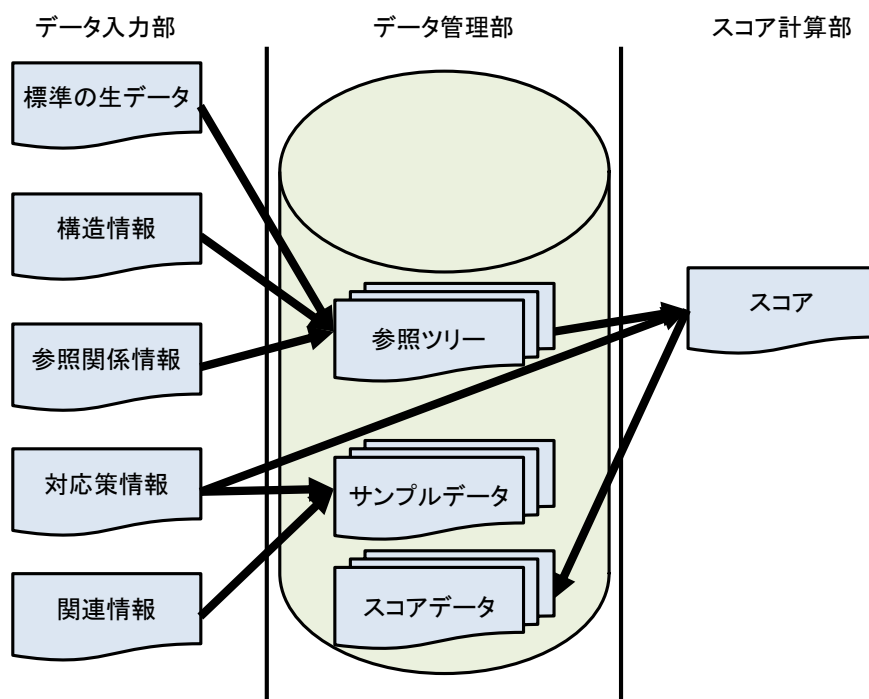 データ入力部
データ管理部
スコア計算部
標準の生データ
構造情報
参照関係情報
対応策情報
関連情報
参照ツリー
サンプルデータ
スコアデータ
スコア